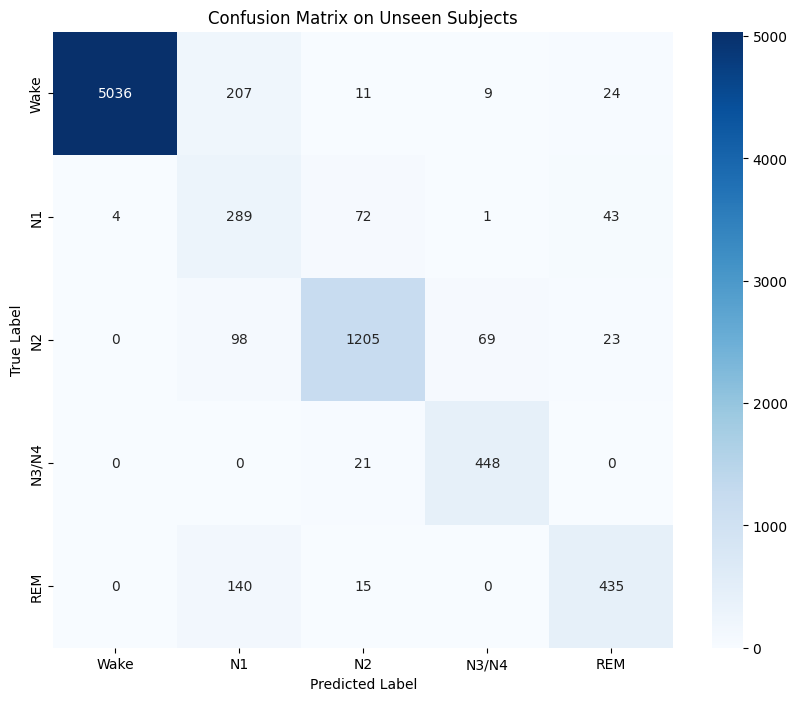 Confusion Matrix on Unseen Subjects
True Label
Wake 5036 207 11 9 24
N1 4 289 72 1 43
N2 0 98 1205 69 23
N3/N4 0 0 21 448 0
REM 0 140 15 0 435
Wake N1 N2 N3/N4 REM
Predicted Label
5000
4000
3000
2000
1000
0